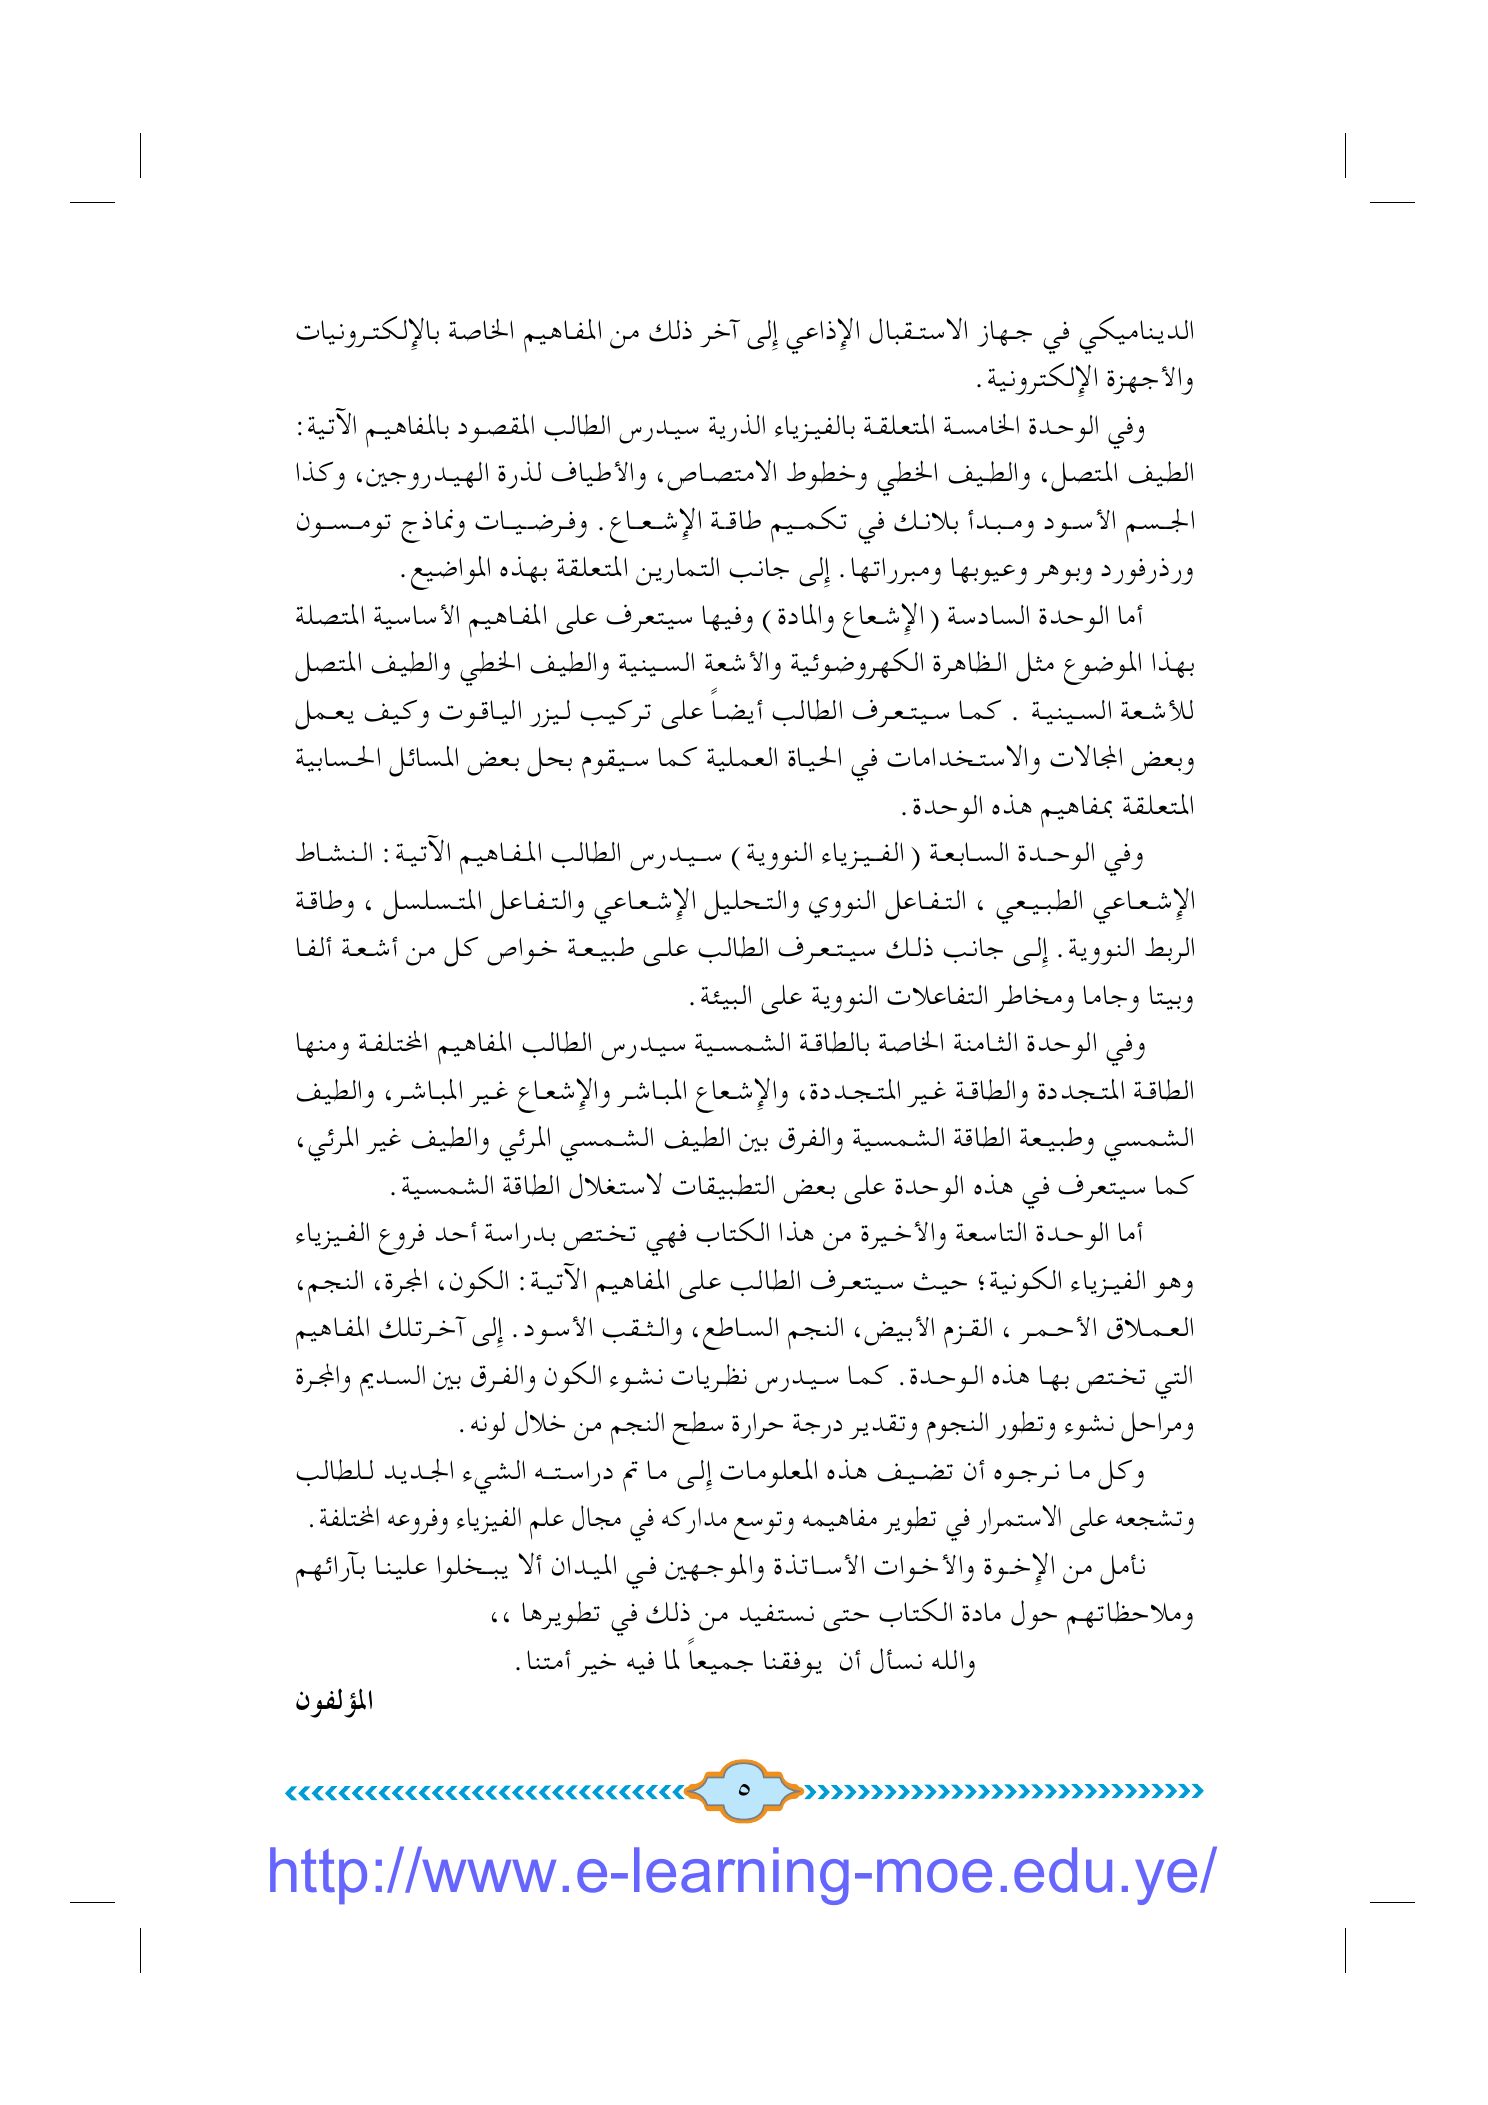 الديناميكي في جهاز الاستقبال الإذاعي إلى آخر ذلك من المفاهيم الخاصة بالإلكترونيات
والأجهزة الإلكترونية.
وفي الوحدة الخامسة المتعلقة بالفيزياء الذرية سيدرس الطالب المقصود بالمفاهيم الآتية:
الطيف المتصل، والطيف الخطي وخطوط الامتصاص، والأطياف لذرة الهيدروجين، وكذا
الجسم الأسود ومبدأ بلانك في تكميم طاقة الإشعاع. وفرضيات ونماذج تومسون
ورذرفورد وبوهر وعيوبها ومبرراتها. إلى جانب التمارين المتعلقة بهذه المواضيع.
أما الوحدة السادسة (الإشعاع والمادة) وفيها سيتعرف على المفاهيم الأساسية المتصلة
بهذا الموضوع مثل الظاهرة الكهروضوئية والأشعة السينية والطيف الخطي والطيف المتصل
للأشعة السينية . كما سيتعرف الطالب أيضاً على تركيب ليزر الياقوت وكيف يعمل
وبعض المجالات والاستخدامات في الحياة العملية كما سيقوم بحل بعض المسائل الحسابية
المتعلقة بمفاهيم هذه الوحدة.
وفي الوحدة السابعة (الفيزياء النووية) سيدرس الطالب المفاهيم الآتية: النشاط
الإشعاعي الطبيعي ، التفاعل النووي والتحليل الإشعاعي والتفاعل المتسلسل ، وطاقة
الربط النووية. إلى جانب ذلك سيتعرف الطالب على طبيعة خواص كل من أشعة ألفا
وبيتا وجاما ومخاطر التفاعلات النووية على البيئة.
وفي الوحدة الثامنة الخاصة بالطاقة الشمسية سيدرس الطالب المفاهيم المختلفة ومنها
الطاقة المتجددة والطاقة غير المتجددة، والإشعاع المباشر والإشعاع غير المباشر، والطيف
الشمسي وطبيعة الطاقة الشمسية والفرق بين الطيف الشمسي المرئي والطيف غير المرئي،
كما سيتعرف في هذه الوحدة على بعض التطبيقات لاستغلال الطاقة الشمسية.
أما الوحدة التاسعة والأخيرة من هذا الكتاب فهي تختص بدراسة أحد فروع الفيزياء
وهو الفيزياء الكونية؛ حيث سيتعرف الطالب على المفاهيم الآتية: الكون، المجرة، النجم،
العملاق الأحمر ، القزم الأبيض، النجم الساطع، والثقب الأسود. إلى آخرتلك المفاهيم
التي تختص بها هذه الوحدة. كما سيدرس نظريات نشوء الكون والفرق بين السديم والمجرة
ومراحل نشوء وتطور النجوم وتقدير درجة حرارة سطح النجم من خلال لونه.
وكل ما نرجوه أن تضيف هذه المعلومات إلى ما تم دراسته الشيء الجديد للطالب
وتشجعه على الاستمرار في تطوير مفاهيمه وتوسع مداركه في مجال علم الفيزياء وفروعه المختلفة.
نأمل من الإخوة والأخوات الأساتذة والموجهين في الميدان ألا يبخلوا علينا بآرائهم
وملاحظاتهم حول مادة الكتاب حتى نستفيد من ذلك في تطويرها ،،
والله نسأل أن يوفقنا جميعاً لما فيه خير أمتنا.
المؤلفون
٥
http://www.e-learning-moe.edu.ye/